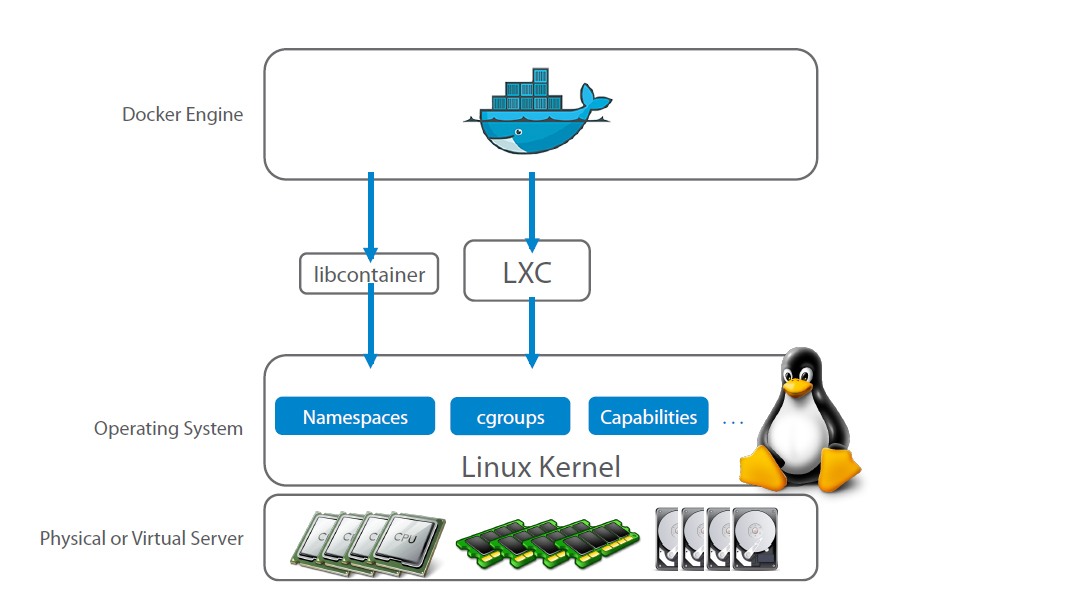 Docker Engine
libcontainer
LXC
Operating System
Namespaces
cgroups
Capabilities
...
Linux Kernel
Physical or Virtual Server
C
C
C
CPU